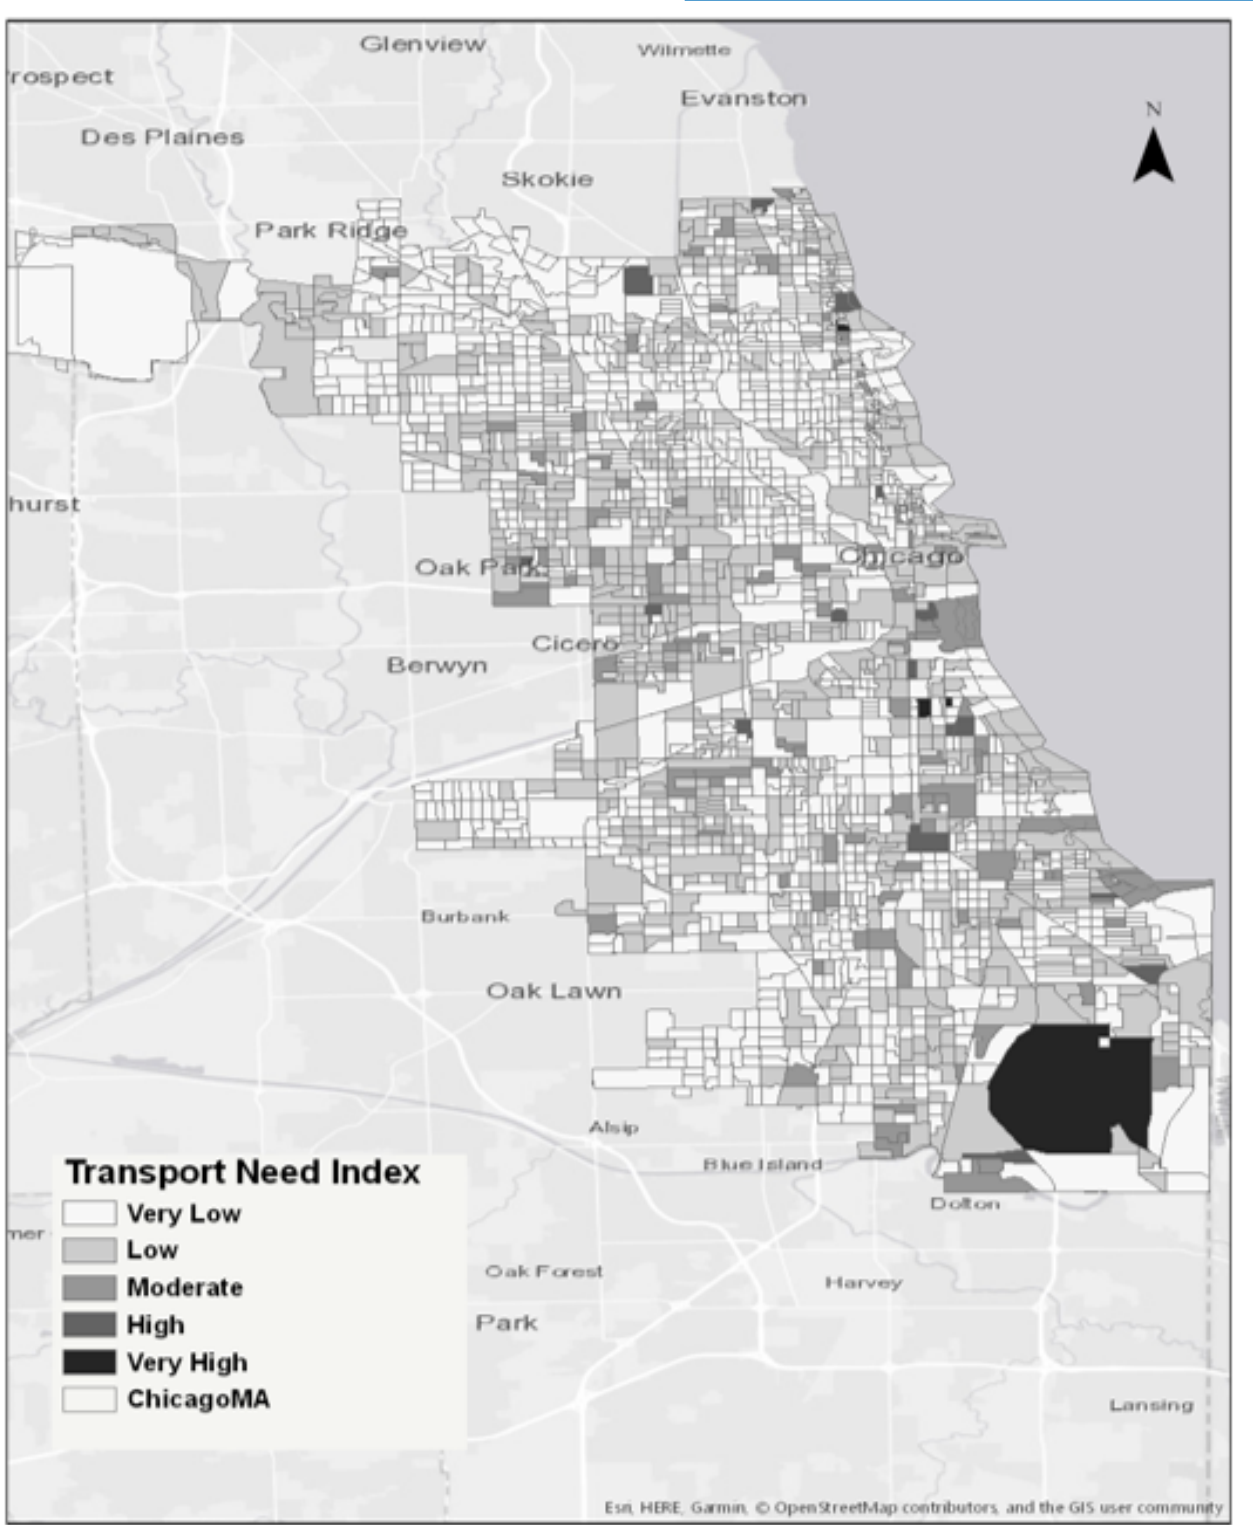 Glenview
Wilmette
rospect
Evanston
Des Plaines
N
Skokie
Park Ridge
hurst
Chicago
Oak Park
Cicero
Berwyn
Burbank
Oak Lawn
Alsip
Blue Island
Dolton
Transport Need Index
Very Low
Low
Moderate
High
Very High
ChicagoMA
mer
Oak Forest
Harvey
Park
Lansing
Esri, HERE, Garmin, © OpenStreetMap contributors, and the GIS user community